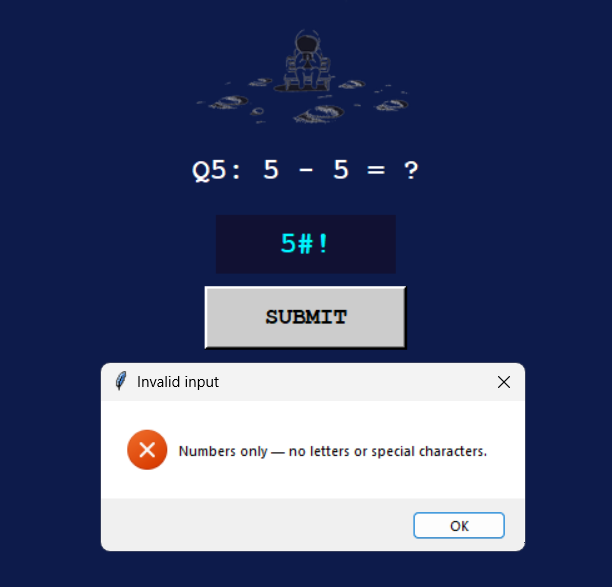 Q5: 5 - 5 = ?
5#!
SUBMIT
Invalid input
Numbers only — no letters or special characters.
OK